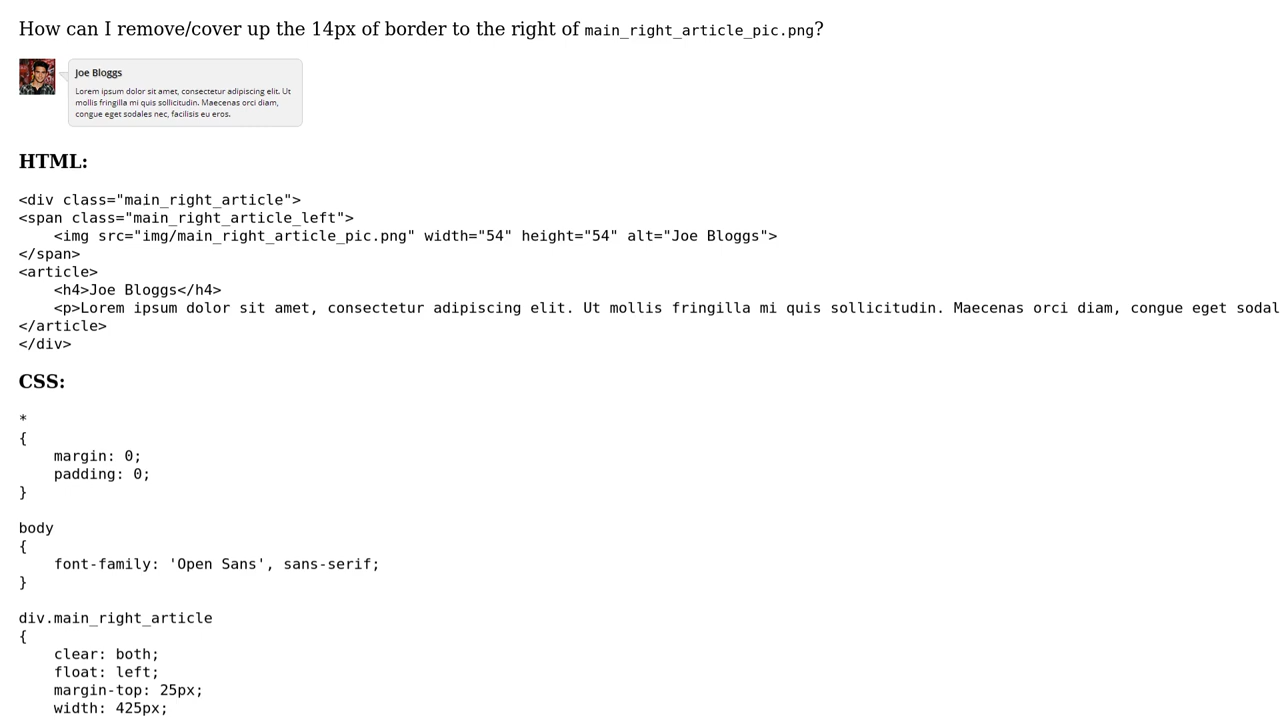 How can I remove/cover up the 14px of border to the right of main_right_article_pic.png?
Joe Bloggs
Lorem ipsum dolor sit amet, consectetur adipiscing elit. Ut
mollis fringilla mi quis sollicitudin. Maecenas orci diam,
congue eget sodales nec, facilisis eu eros.
HTML:
<div class="main_right_article">
<span class="main_right_article_left">
    <img src="img/main_right_article_pic.png" width="54" height="54" alt="Joe Bloggs">
</span>
<article>
    <h4>Joe Bloggs</h4>
    <p>Lorem ipsum dolor sit amet, consectetur adipiscing elit. Ut mollis fringilla mi quis sollicitudin. Maecenas orci diam, congue eget sodal
</article>
</div>
CSS:
*
{
    margin: 0;
    padding: 0;
}
body
{
    font-family: 'Open Sans', sans-serif;
}
div.main_right_article
{
    clear: both;
    float: left;
    margin-top: 25px;
    width: 425px;